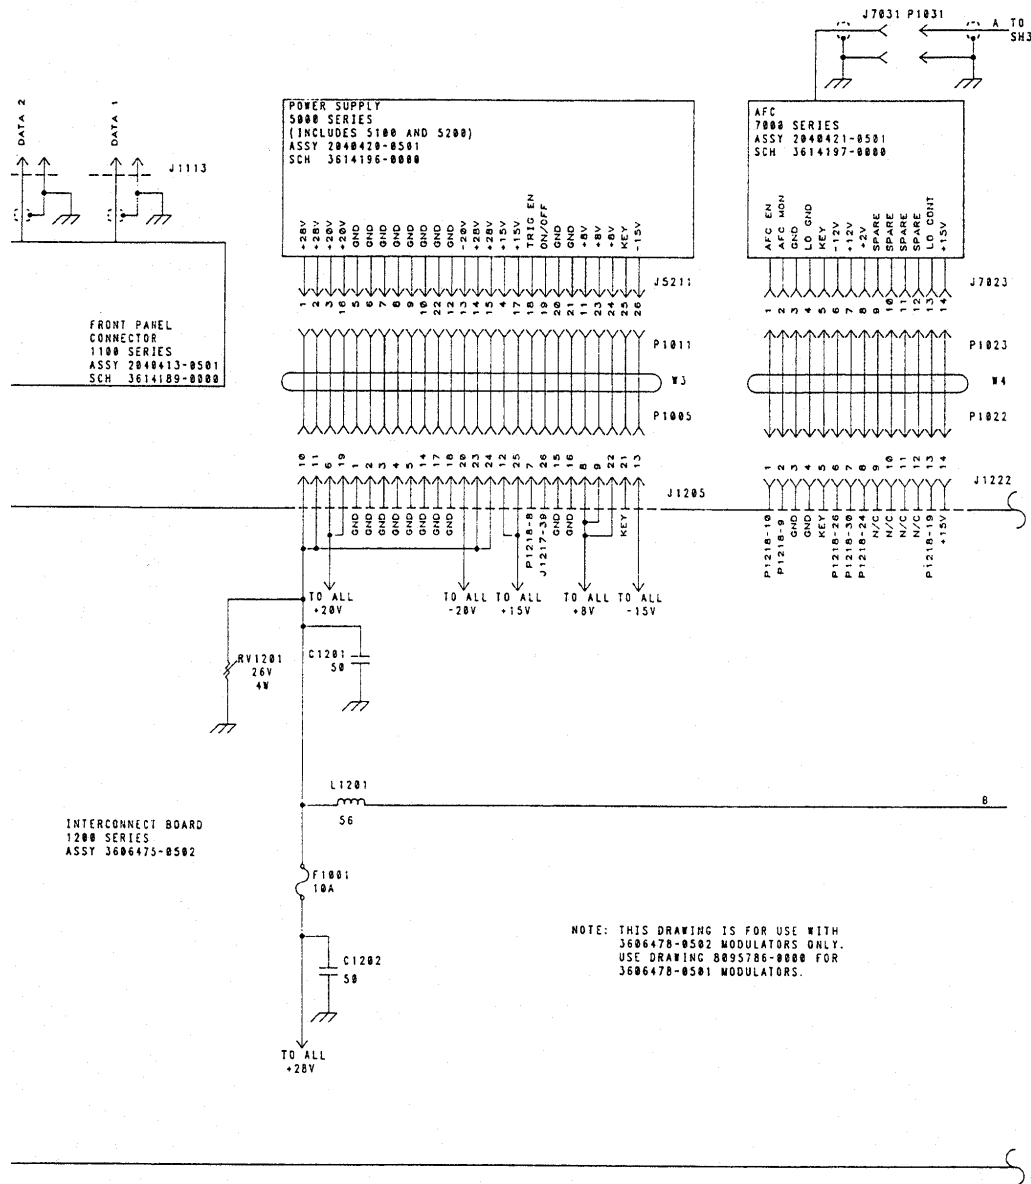 J7031 P1031
A TO
SH3
DATA 2
DATA 1
J1113
POWER SUPPLY
5000 SERIES
(INCLUDES 5100 AND 5200)
ASSY 2040420-0501
SCH 3614196-0000
AFC
7000 SERIES
ASSY 2040421-0501
SCH 3614197-0000
+28V
+28V
+20V
+20V
GND
GND
GND
GND
GND
GND
GND
GND
-20V
+28V
+28V
+15V
+15V
TRIG EN
ON/OFF
GND
GND
+8V
+8V
+8V
KEY
-15V
AFC EN
AFC MON
GND
LO GND
KEY
-12V
+12V
+2V
SPARE
SPARE
SPARE
SPARE
LO CONT
+15V
J5211
1 2 3 16 5 6 7 8 9 10 22 12 13 14 15 4 17 18 19 20 21 11 23 24 25 26
J7023
1 2 3 4 5 6 7 8 9 10 11 12 13 14
FRONT PANEL
CONNECTOR
1100 SERIES
ASSY 2040413-0501
SCH 3614189-0000
P1011
P1023
W3
W4
P1005
P1022
10 11 6 19 1 2 3 4 5 14 17 18 20 23 24 12 25 7 26 15 16 8 9 22 21 13
J1205
1 2 3 4 5 6 7 8 9 10 11 12 13 14
J1222
GND
GND
GND
GND
GND
GND
GND
GND
P1218-8
J1217-39
GND
GND
KEY
P1218-10
P1218-9
GND
GND
KEY
P1218-26
P1218-30
P1218-24
N/C
N/C
N/C
N/C
P1218-19
+15V
TO ALL
+20V
TO ALL
-20V
TO ALL
+15V
TO ALL
+8V
TO ALL
-15V
RV1201
26V
4W
C1201
50
L1201
56
B
INTERCONNECT BOARD
1200 SERIES
ASSY 3606475-0502
F1001
10A
NOTE: THIS DRAWING IS FOR USE WITH
3606478-0502 MODULATORS ONLY.
USE DRAWING 8095786-0000 FOR
3606478-0501 MODULATORS.
C1202
50
TO ALL
+28V